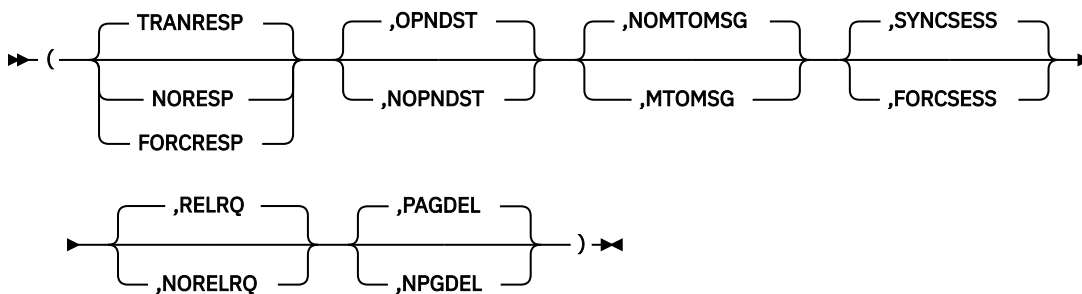 TRANRESP ,OPNDST ,NOMTOMSG ,SYNCSESS
(
NORESP ,NOPNDST ,MTOMSG ,FORCSESS
FORCRESP
,RELRQ ,PAGDEL
)
,NORELRQ ,NPGDEL